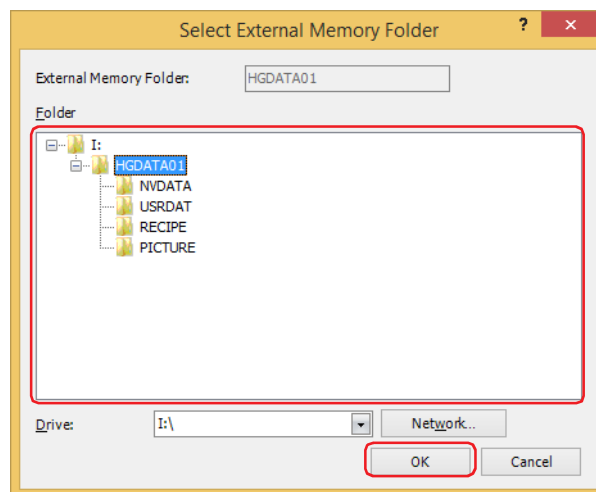 Select External Memory Folder ? ×
External Memory Folder: HGDATA01
Folder
I:
HGDATA01
NVDATA
USRDAT
RECIPE
PICTURE
Drive: I:\ Network...
OK Cancel